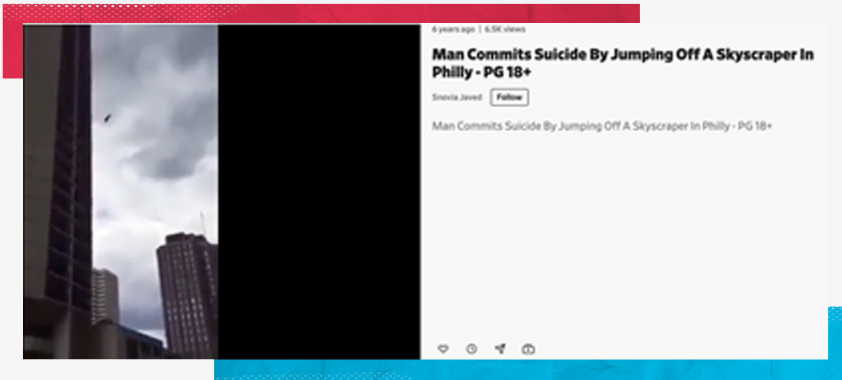 6 years ago | 6.5K views
Man Commits Suicide By Jumping Off A Skyscraper In
Philly - PG 18+
Snovia Javed Follow
Man Commits Suicide By Jumping Off A Skyscraper In Philly - PG 18+